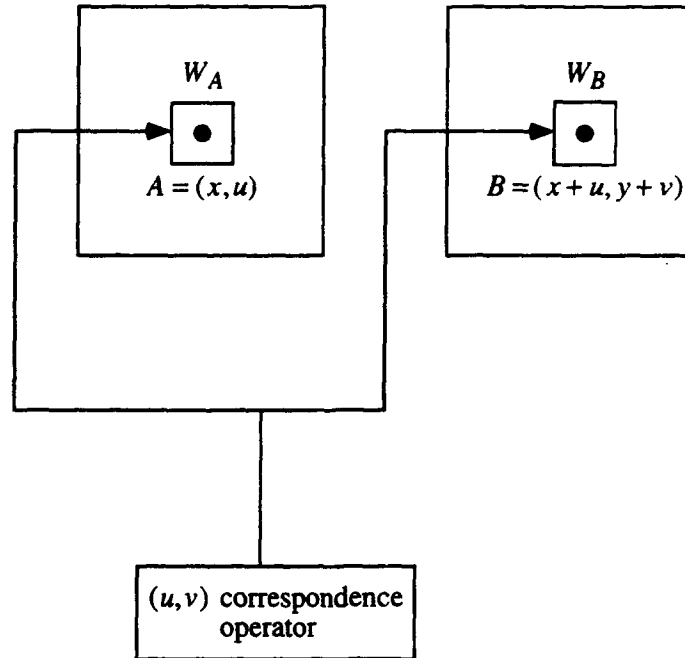 W_A
W_B
A = (x, u)
B = (x + u, y + v)
(u, v) correspondence
operator